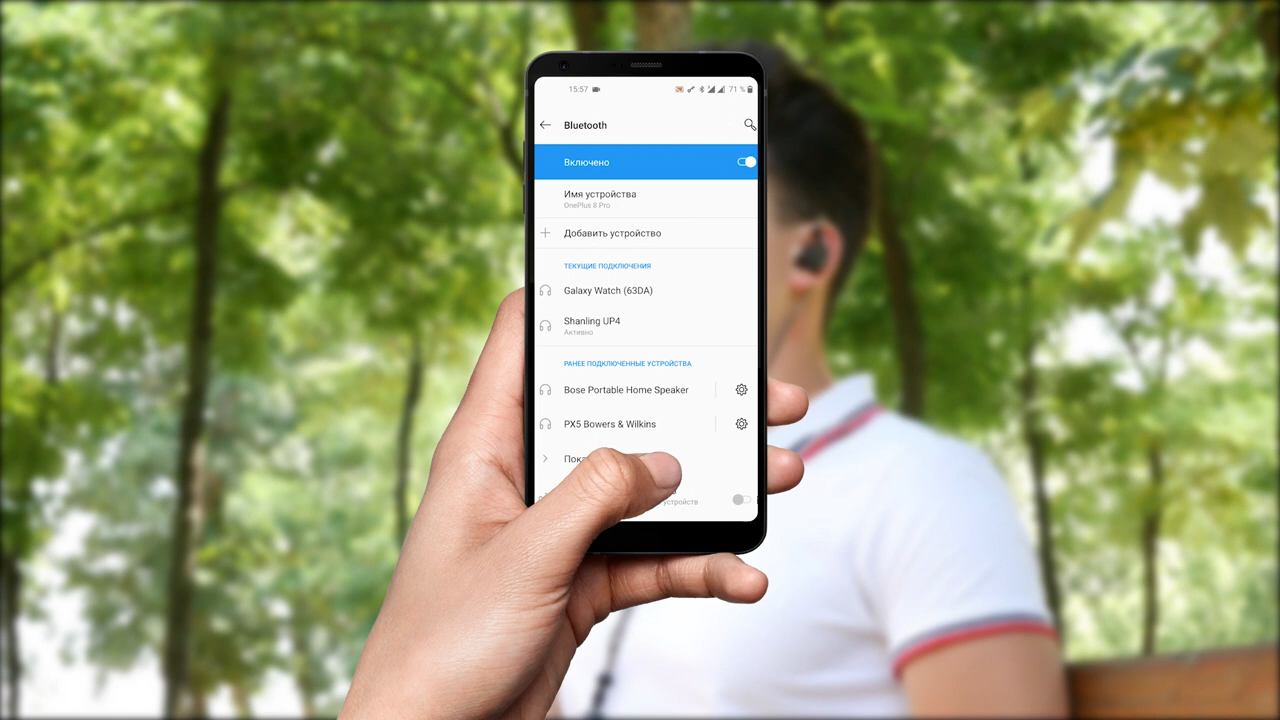 15:57 71 %
Bluetooth
Включено
Имя устройства
OnePlus 8 Pro
Добавить устройство
ТЕКУЩИЕ ПОДКЛЮЧЕНИЯ
Galaxy Watch (63DA)
Shanling UP4
Активно
РАНЕЕ ПОДКЛЮЧЕННЫЕ УСТРОЙСТВА
Bose Portable Home Speaker
PX5 Bowers & Wilkins
устройств